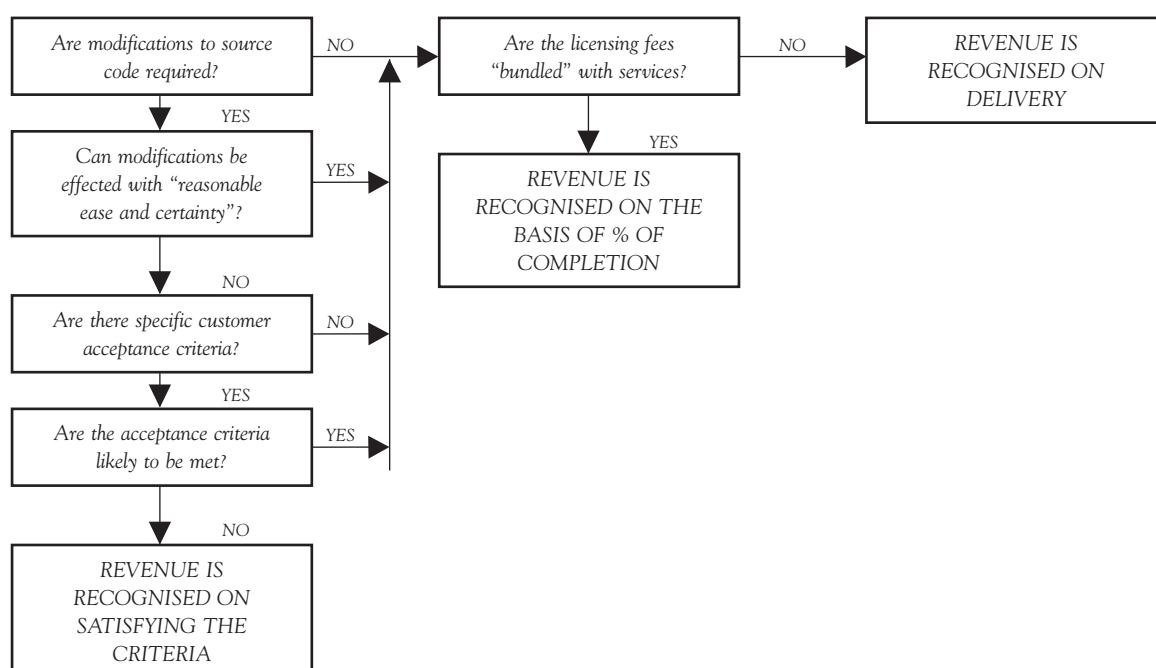 Are modifications to source
code required?
NO
Are the licensing fees
“bundled” with services?
NO
REVENUE IS
RECOGNISED ON
DELIVERY
YES
Can modifications be
effected with “reasonable
ease and certainty”?
YES
YES
REVENUE IS
RECOGNISED ON THE
BASIS OF % OF
COMPLETION
NO
Are there specific customer
acceptance criteria?
NO
YES
Are the acceptance criteria
likely to be met?
YES
NO
REVENUE IS
RECOGNISED ON
SATISFYING THE
CRITERIA